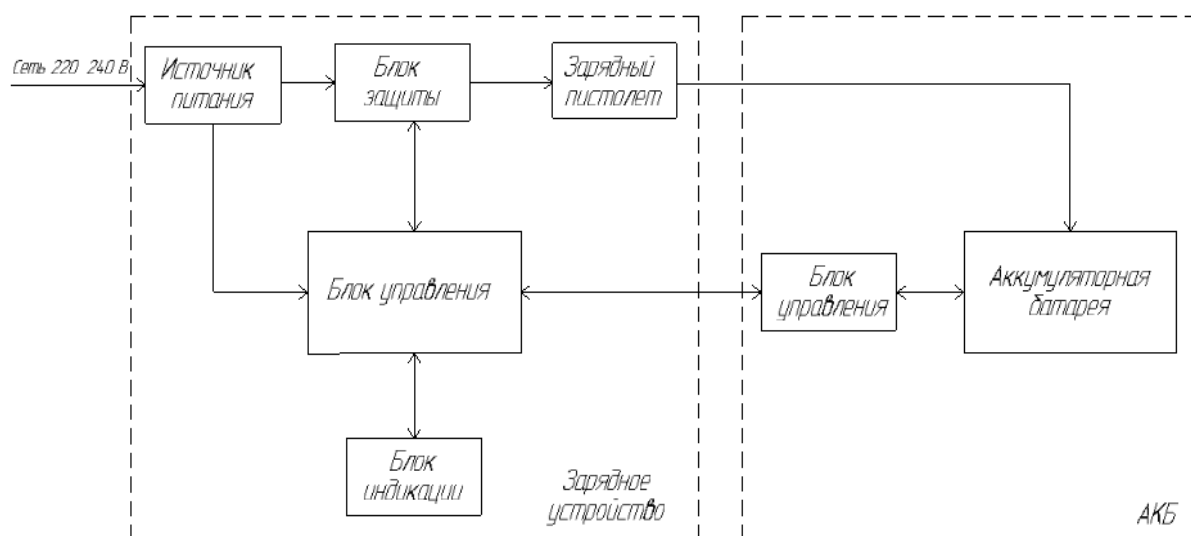 Сеть 220 240 В
Источник
питания
Блок
защиты
Зарядный
пистолет
Блок управления
Блок
управления
Аккумуляторная
батарея
Блок
индикации
Зарядное
устройство
АКБ